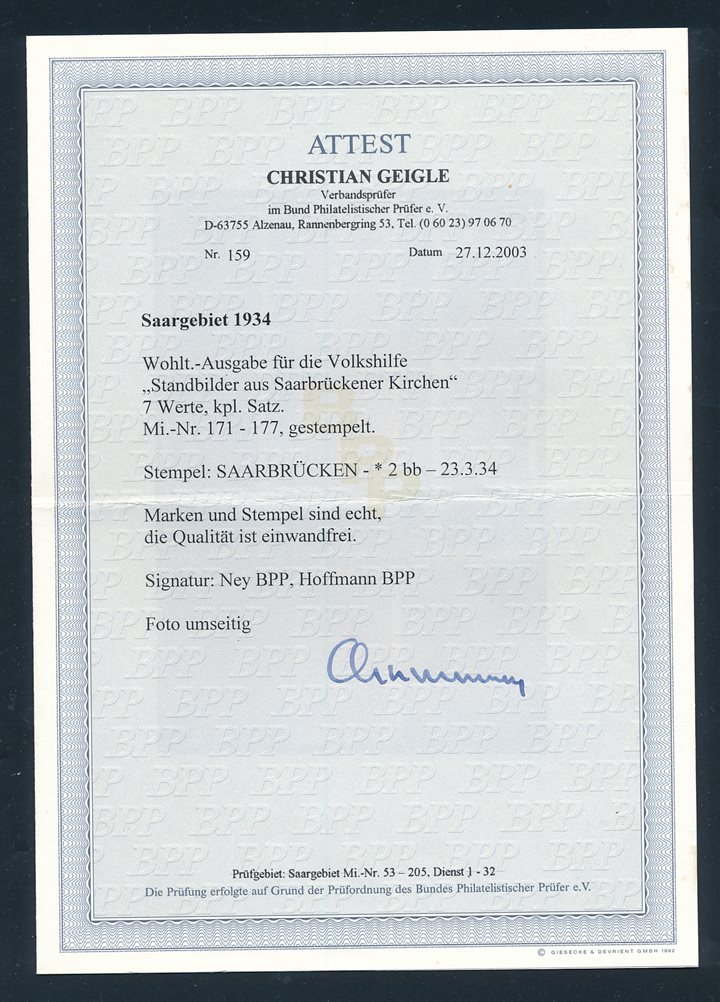 ATTEST
CHRISTIAN GEIGLE
Verbandsprüfer
im Bund Philatelistischer Prüfer e. V.
D-63755 Alzenau, Rannenbergring 53, Tel. (0 60 23) 97 06 70
Nr. 159 Datum 27.12.2003
Saargebiet 1934
Wohlt.-Ausgabe für die Volkshilfe
„Standbilder aus Saarbrückener Kirchen“
7 Werte, kpl. Satz.
Mi.-Nr. 171 - 177, gestempelt.
Stempel: SAARBRÜCKEN - * 2 bb – 23.3.34
Marken und Stempel sind echt,
die Qualität ist einwandfrei.
Signatur: Ney BPP, Hoffmann BPP
Foto umseitig
Prüfgebiet: Saargebiet Mi.-Nr. 53 – 205, Dienst 1 - 32
Die Prüfung erfolgte auf Grund der Prüfordnung des Bundes Philatelistischer Prüfer e.V.
© GIESECKE & DEVRIENT GMBH 1992